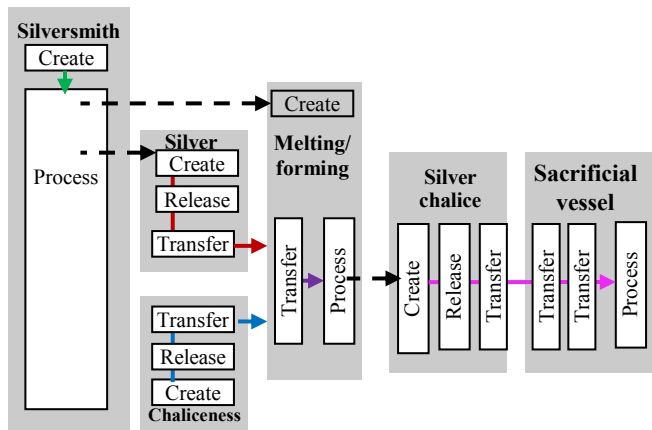 Silversmith
Create
Process
Silver
Create
Release
Transfer
Transfer
Release
Create
Chaliceness
Create
Melting/
forming
Transfer
Process
Silver
chalice
Create
Release
Transfer
Sacrificial
vessel
Transfer
Transfer
Process